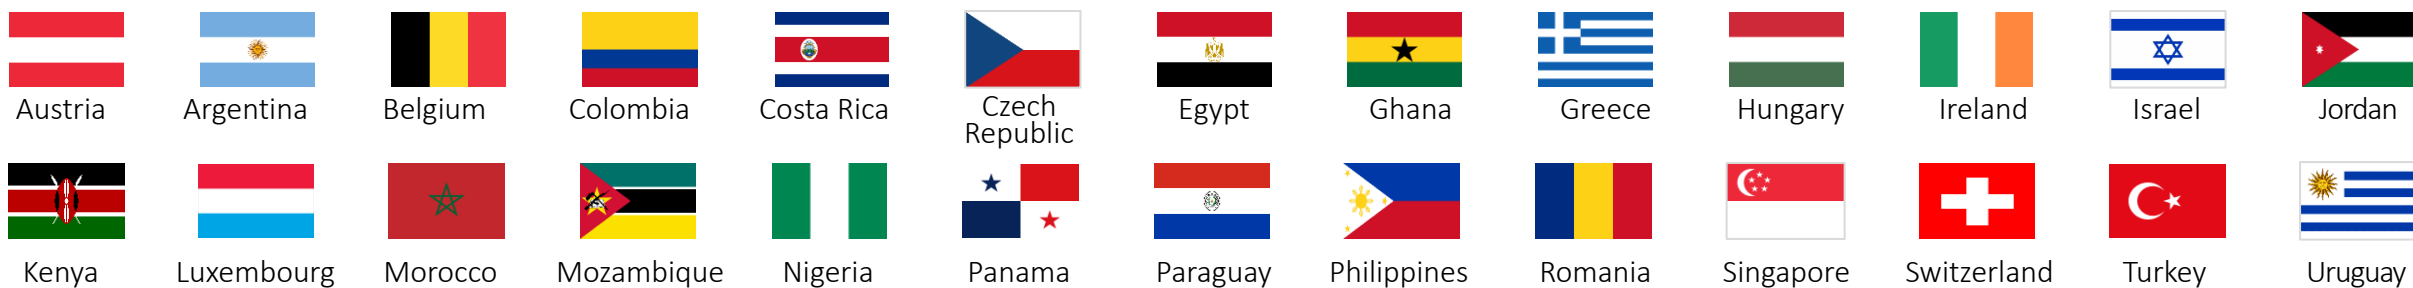 Austria
Argentina
Belgium
Colombia
Costa Rica
Czech
Republic
Egypt
Ghana
Greece
Hungary
Ireland
Israel
Jordan
Kenya
Luxembourg
Morocco
Mozambique
Nigeria
Panama
Paraguay
Philippines
Romania
Singapore
Switzerland
Turkey
Uruguay